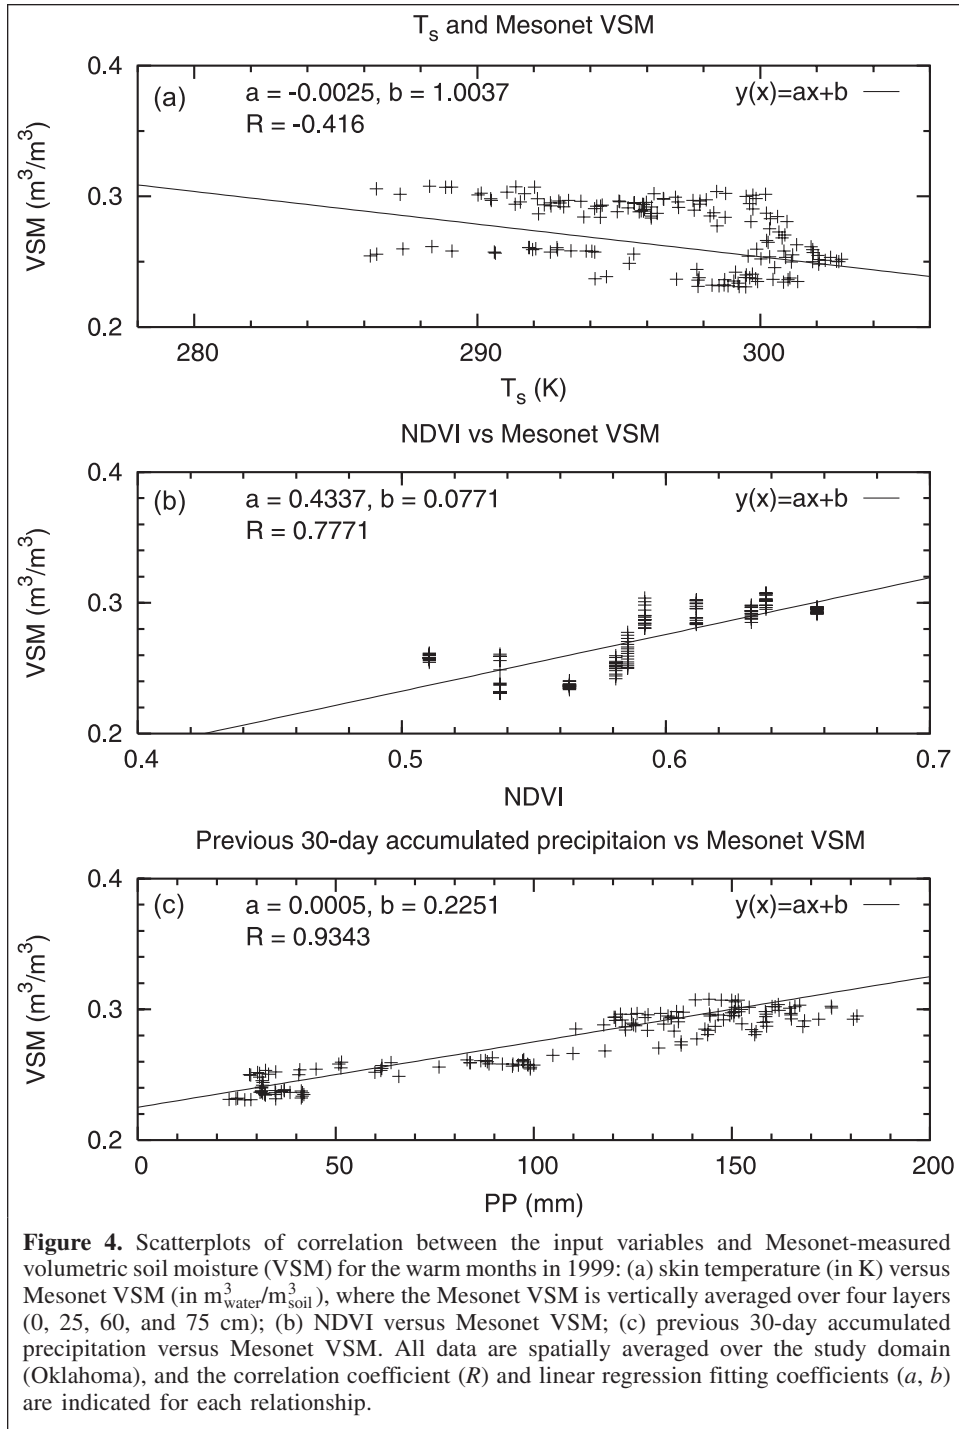 T_s and Mesonet VSM
0.4
(a)
a = -0.0025, b = 1.0037
y(x)=ax+b
R = -0.416
VSM (m³/m³)
0.3
0.2
280
290
300
T_s (K)
NDVI vs Mesonet VSM
0.4
(b)
a = 0.4337, b = 0.0771
y(x)=ax+b
R = 0.7771
VSM (m³/m³)
0.3
0.2
0.4
0.5
0.6
0.7
NDVI
Previous 30-day accumulated precipitaion vs Mesonet VSM
0.4
(c)
a = 0.0005, b = 0.2251
y(x)=ax+b
R = 0.9343
VSM (m³/m³)
0.3
0.2
0
50
100
150
200
PP (mm)
Figure 4. Scatterplots of correlation between the input variables and Mesonet-measured
volumetric soil moisture (VSM) for the warm months in 1999: (a) skin temperature (in K) versus
Mesonet VSM (in m³_water/m³_soil), where the Mesonet VSM is vertically averaged over four layers
(0, 25, 60, and 75 cm); (b) NDVI versus Mesonet VSM; (c) previous 30-day accumulated
precipitation versus Mesonet VSM. All data are spatially averaged over the study domain
(Oklahoma), and the correlation coefficient (R) and linear regression fitting coefficients (a, b)
are indicated for each relationship.